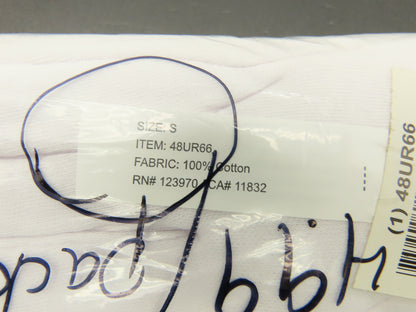 SIZE: S
ITEM: 48UR66
FABRIC: 100% Cotton
RN# 123970 CA# 11832
(1) 48UR66